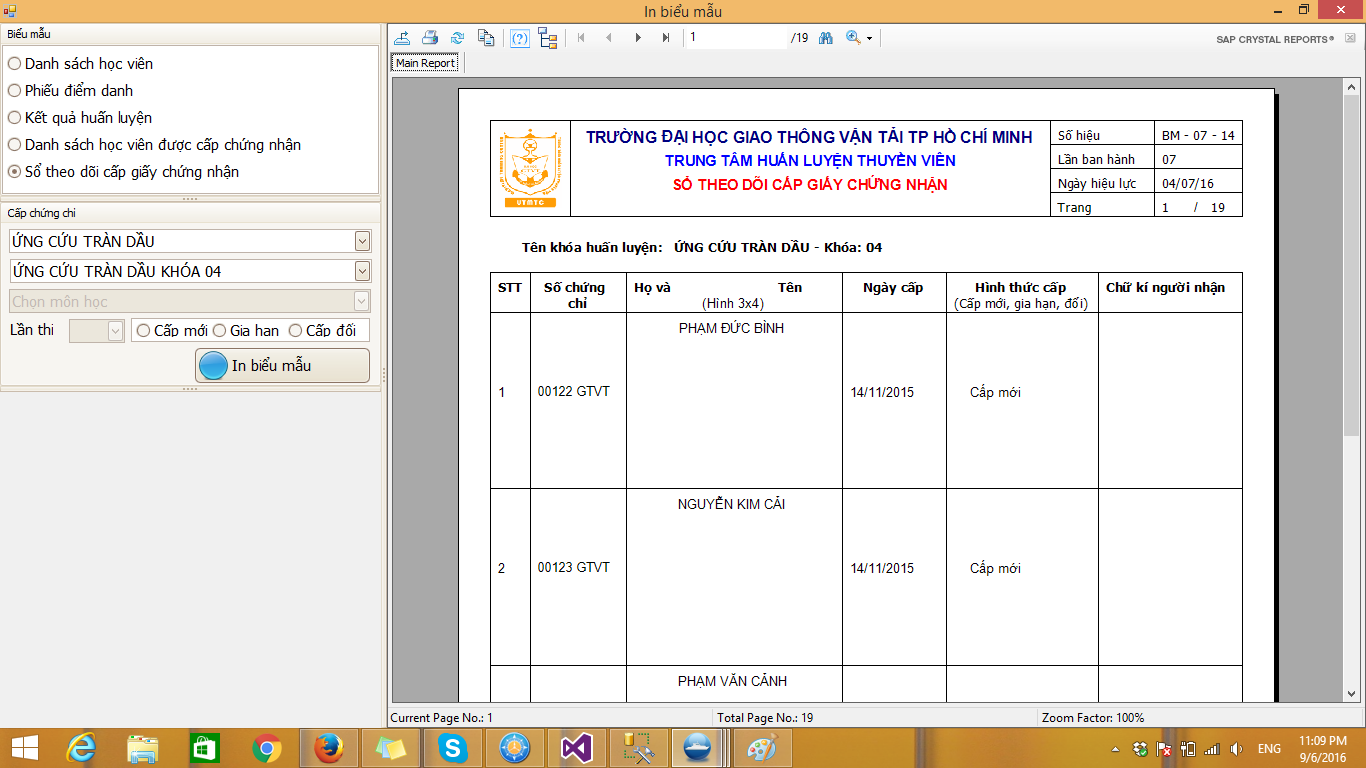 In biểu mẫu
Biểu mẫu
Danh sách học viên
Phiếu điểm danh
Kết quả huấn luyện
Danh sách học viên được cấp chứng nhận
Sổ theo dõi cấp giấy chứng nhận
Cấp chứng chỉ
ỨNG CỨU TRÀN DẦU
ỨNG CỨU TRÀN DẦU KHÓA 04
Chọn môn học
Lần thi
Cấp mới Gia hạn Cấp đổi
In biểu mẫu
1 /19
SAP CRYSTAL REPORTS®
Main Report
UTMTC
TRƯỜNG ĐẠI HỌC GIAO THÔNG VẬN TẢI TP HỒ CHÍ MINH
TRUNG TÂM HUẤN LUYỆN THUYỀN VIÊN
SỔ THEO DÕI CẤP GIẤY CHỨNG NHẬN
Số hiệu BM - 07 - 14
Lần ban hành 07
Ngày hiệu lực 04/07/16
Trang 1 / 19
Tên khóa huấn luyện: ỨNG CỨU TRÀN DẦU - Khóa: 04
STT Số chứng chỉ Họ và Tên (Hình 3x4) Ngày cấp Hình thức cấp (Cấp mới, gia hạn, đổi) Chữ kí người nhận
PHẠM ĐỨC BÌNH
1 00122 GTVT 14/11/2015 Cấp mới
NGUYỄN KIM CẢI
2 00123 GTVT 14/11/2015 Cấp mới
PHẠM VĂN CẢNH
Current Page No.: 1 Total Page No.: 19 Zoom Factor: 100%
ENG
11:09 PM
9/6/2016